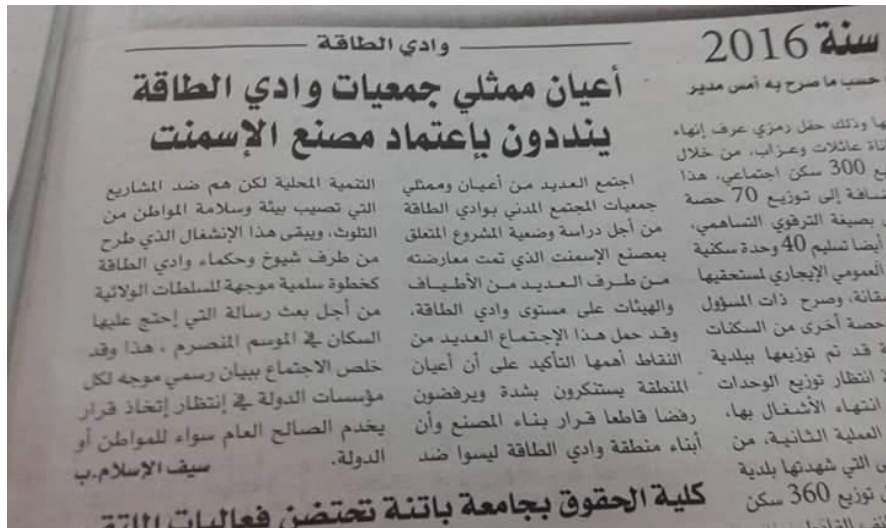 وادي الطاقة
أعيان ممثلي جمعيات وادي الطاقة
ينددون بإعتماد مصنع الإسمنت
اجتمع العديد من أعيان وممثلي
جمعيات المجتمع المدني بوادي الطاقة
من أجل دراسة وضعية المشروع المتعلق
بمصنع الإسمنت الذي تمت معارضته
من طرف العديد من الأطياف
والهيئات على مستوى وادي الطاقة،
وقد حمل هذا الإجتماع العديد من
النقاط أهمها التأكيد على أن أعيان
المنطقة يستنكرون بشدة ويرفضون
رفضا قاطعا قرار بناء المصنع وأن
أبناء منطقة وادي الطاقة ليسوا ضد
التنمية المحلية لكن هم ضد المشاريع
التي تصيب بيئة وسلامة المواطن من
التلوث، ويبقى هذا الإنشغال الذي طرح
من طرف شيوخ وحكماء وادي الطاقة
كخطوة سلمية موجهة للسلطات الولائية
من أجل بعث رسالة التي إحتج عليها
السكان في الموسم المنصرم ، هذا وقد
خلص الاجتماع ببيان رسمي موجه لكل
مؤسسات الدولة في إنتظار إتخاذ قرار
يخدم الصالح العام سواء للمواطن أو
الدولة.
سيف الإسلام.ب
سنة 2016
حسب ما صرح به أمس مدير
وذلك حفل رمزي عرف إنهاء
عائلات وعزاب، من خلال
300 سكن اجتماعي، هذا
إلى توزيع 70 حصة
بصيغة الترقوي التساهمي،
أيضا تسليم 40 وحدة سكنية
العمومي الإيجاري لمستحقيها
وصرح ذات المسؤول
حصة أخرى من السكنات
قد تم توزيعها ببلدية
انتظار توزيع الوحدات
انتهاء الأشغال بها،
العملية الثانية، من
التي شهدتها بلدية
توزيع 360 سكن
كلية الحقوق بجامعة باتنة تحتضن فعاليات